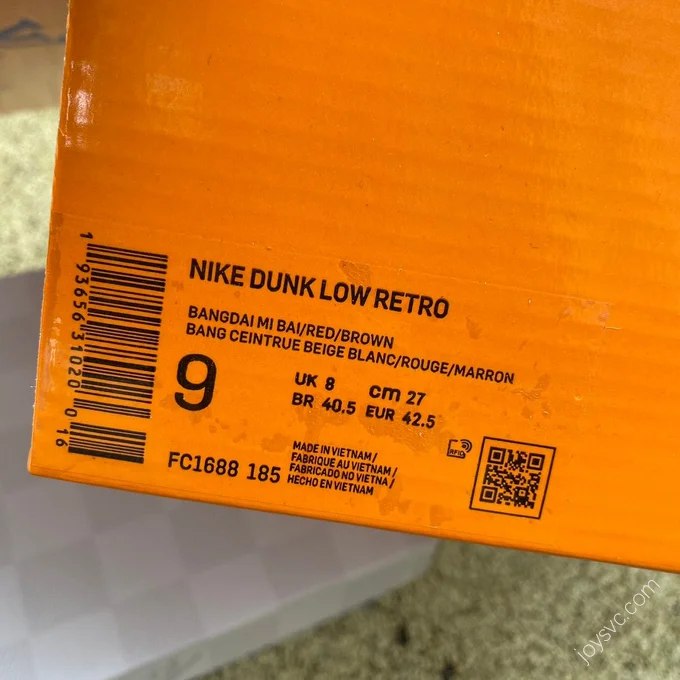 NIKE DUNK LOW RETRO
BANGDAI MI BAI/RED/BROWN
BANG CEINTRUE BEIGE BLANC/ROUGE/MARRON
9
UK 8 cm 27
BR 40.5 EUR 42.5
FC1688 185
MADE IN VIETNAM/
FABRIQUE AU VIETNAM/
FABRICADO NO VIETNA/
HECHO EN VIETNAM
RFID
1 93656 31020 0 16
joysvc.com